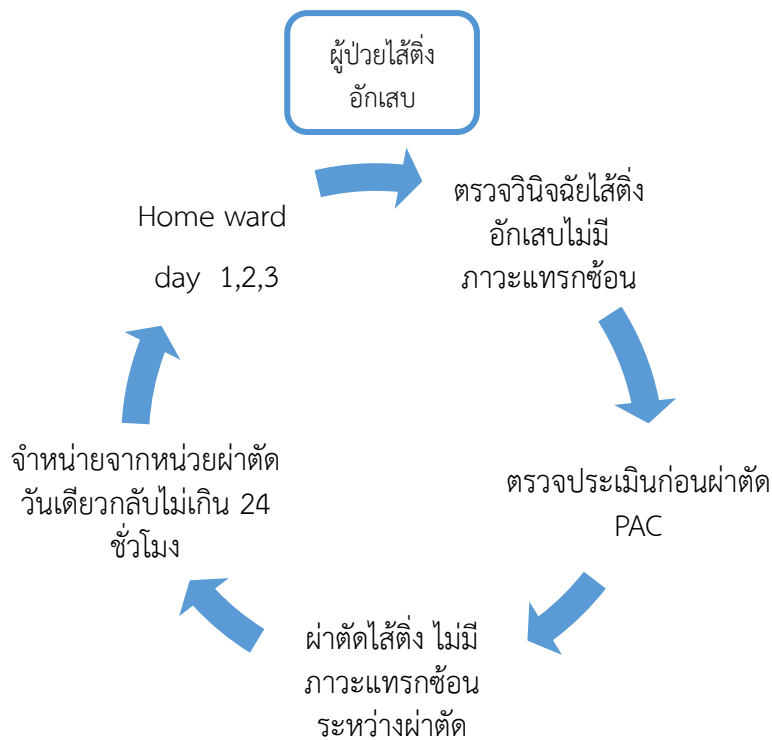 ผู้ป่วยไส้ติ่ง
อักเสบ
ตรวจวินิจฉัยไส้ติ่ง
อักเสบไม่มี
ภาวะแทรกซ้อน
ตรวจประเมินก่อนผ่าตัด
PAC
ผ่าตัดไส้ติ่ง ไม่มี
ภาวะแทรกซ้อน
ระหว่างผ่าตัด
จำหน่ายจากหน่วยผ่าตัด
วันเดียวกลับไม่เกิน 24
ชั่วโมง
Home ward
day 1,2,3